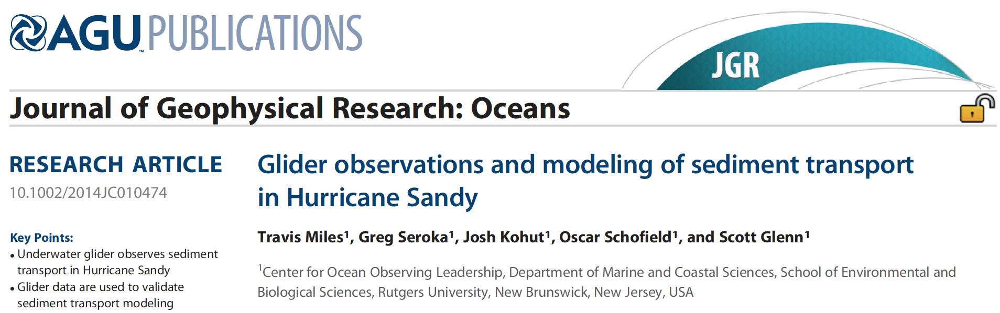 AGU PUBLICATIONS
™
JGR
Journal of Geophysical Research: Oceans
RESEARCH ARTICLE
10.1002/2014JC010474
Key Points:
• Underwater glider observes sediment
transport in Hurricane Sandy
• Glider data are used to validate
sediment transport modeling
Glider observations and modeling of sediment transport
in Hurricane Sandy
Travis Miles¹, Greg Seroka¹, Josh Kohut¹, Oscar Schofield¹, and Scott Glenn¹
¹Center for Ocean Observing Leadership, Department of Marine and Coastal Sciences, School of Environmental and
Biological Sciences, Rutgers University, New Brunswick, New Jersey, USA